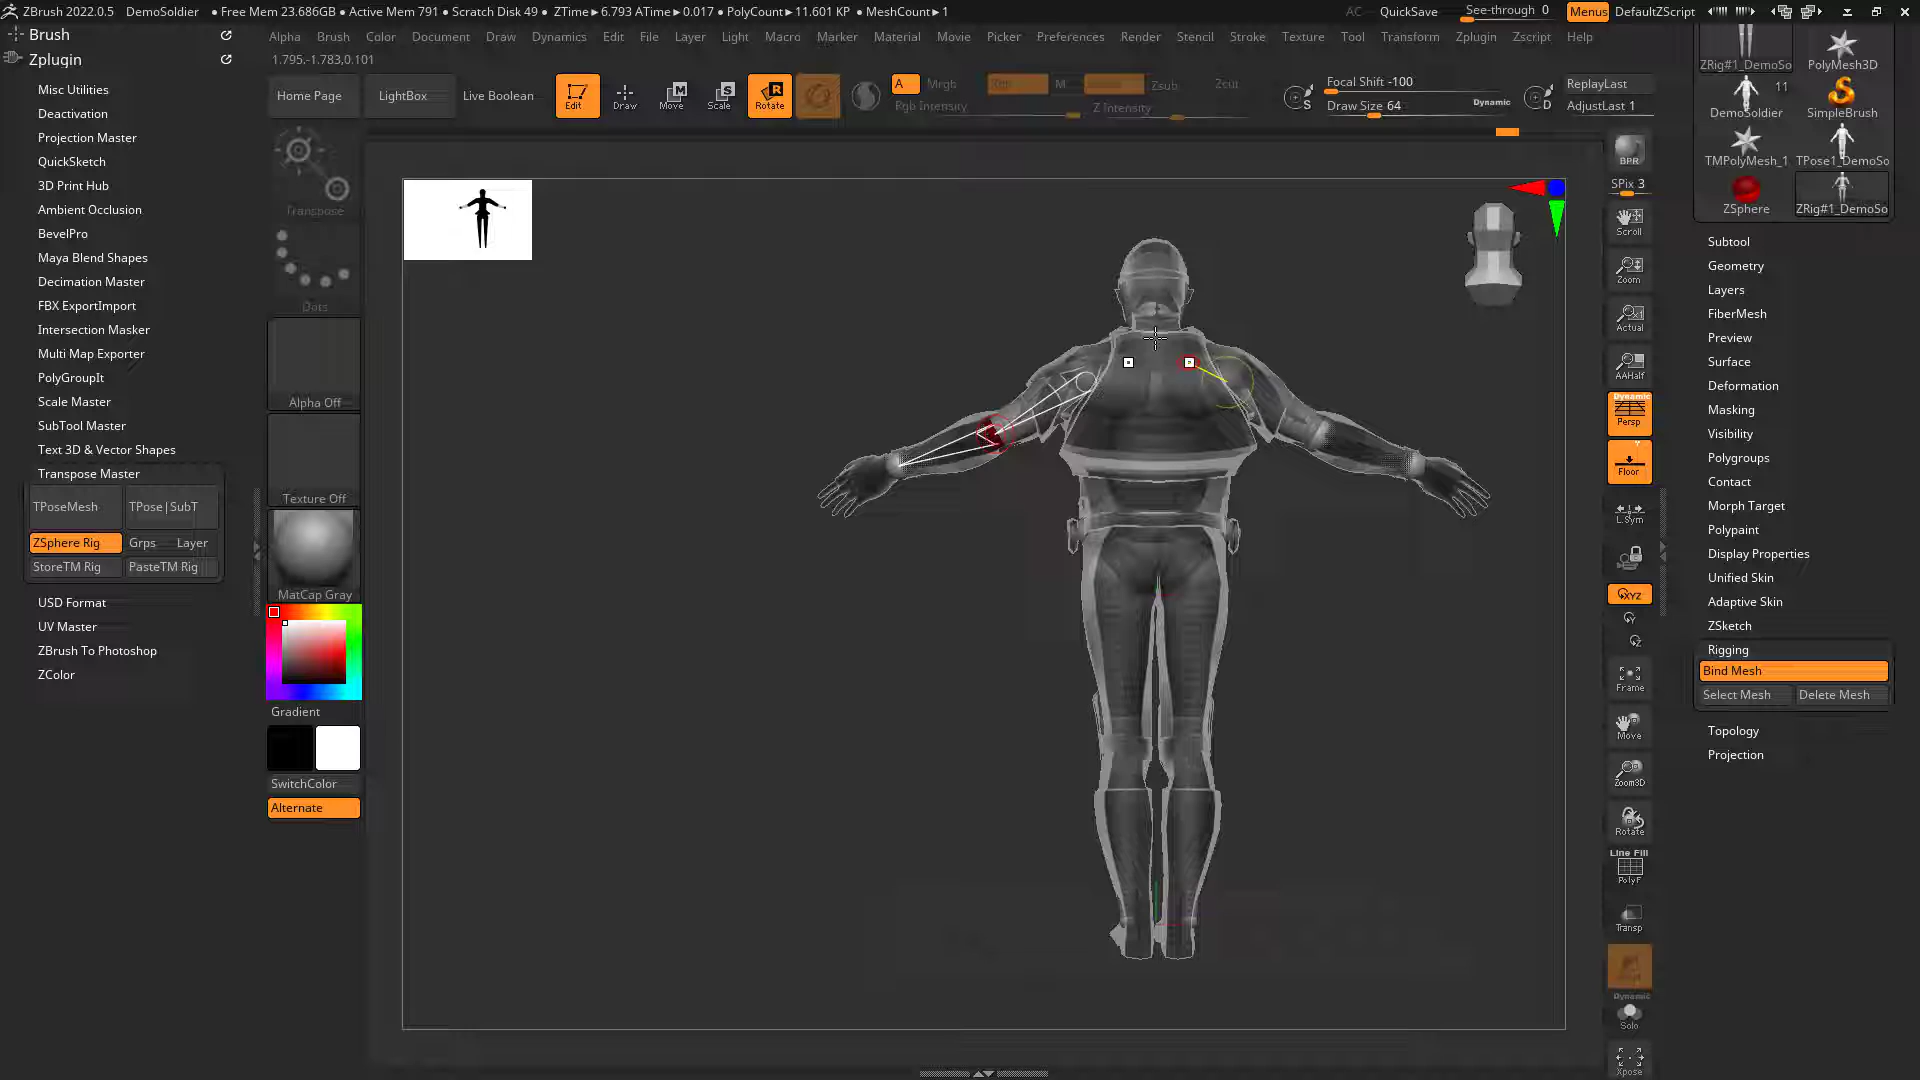 ZBrush 2022.0.5 DemoSoldier ● Free Mem 23.686GB ● Active Mem 791 ● Scratch Disk 49 ● ZTime►6.793 ATime►0.017 ● PolyCount►11.601 KP ● MeshCount►1
AC QuickSave See-through 0 Menus DefaultZScript
Brush
Alpha Brush Color Document Draw Dynamics Edit File Layer Light Macro Marker Material Movie Picker Preferences Render Stencil Stroke Texture Tool Transform Zplugin Zscript Help
Zplugin
1.795,-1.783,0.101
Misc Utilities
Deactivation
Projection Master
QuickSketch
3D Print Hub
Ambient Occlusion
BevelPro
Maya Blend Shapes
Decimation Master
FBX ExportImport
Intersection Masker
Multi Map Exporter
PolyGroupIt
Scale Master
SubTool Master
Text 3D & Vector Shapes
Transpose Master
TPoseMesh TPose|SubT
ZSphere Rig Grps Layer
StoreTM Rig PasteTM Rig
USD Format
UV Master
ZBrush To Photoshop
ZColor
Home Page LightBox Live Boolean Edit Draw Move Scale Rotate
A Mrgb M Zsub Zcut
Rgb Intensity Z Intensity
Focal Shift -100
Draw Size 64 Dynamic
S D
ReplayLast
AdjustLast 1
Transpose
Dots
Alpha Off
Texture Off
MatCap Gray
Gradient
SwitchColor
Alternate
BPR
SPix 3
Scroll
Zoom
Actual
AAHalf
Dynamic
Persp
Floor
L.Sym
XYZ
Frame
Move
Zoom3D
Rotate
Line Fill
PolyF
Transp
Dynamic
Solo
Xpose
ZRig#1_DemoSo PolyMesh3D
11
DemoSoldier SimpleBrush
TMPolyMesh_1 TPose1_DemoSo
ZSphere ZRig#1_DemoSo
Subtool
Geometry
Layers
FiberMesh
Preview
Surface
Deformation
Masking
Visibility
Polygroups
Contact
Morph Target
Polypaint
Display Properties
Unified Skin
Adaptive Skin
ZSketch
Rigging
Bind Mesh
Select Mesh Delete Mesh
Topology
Projection